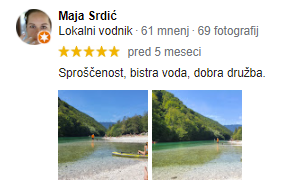 Maja Srdić
Lokalni vodnik · 61 mnenj · 69 fotografij
pred 5 meseci
Sproščenost, bistra voda, dobra družba.